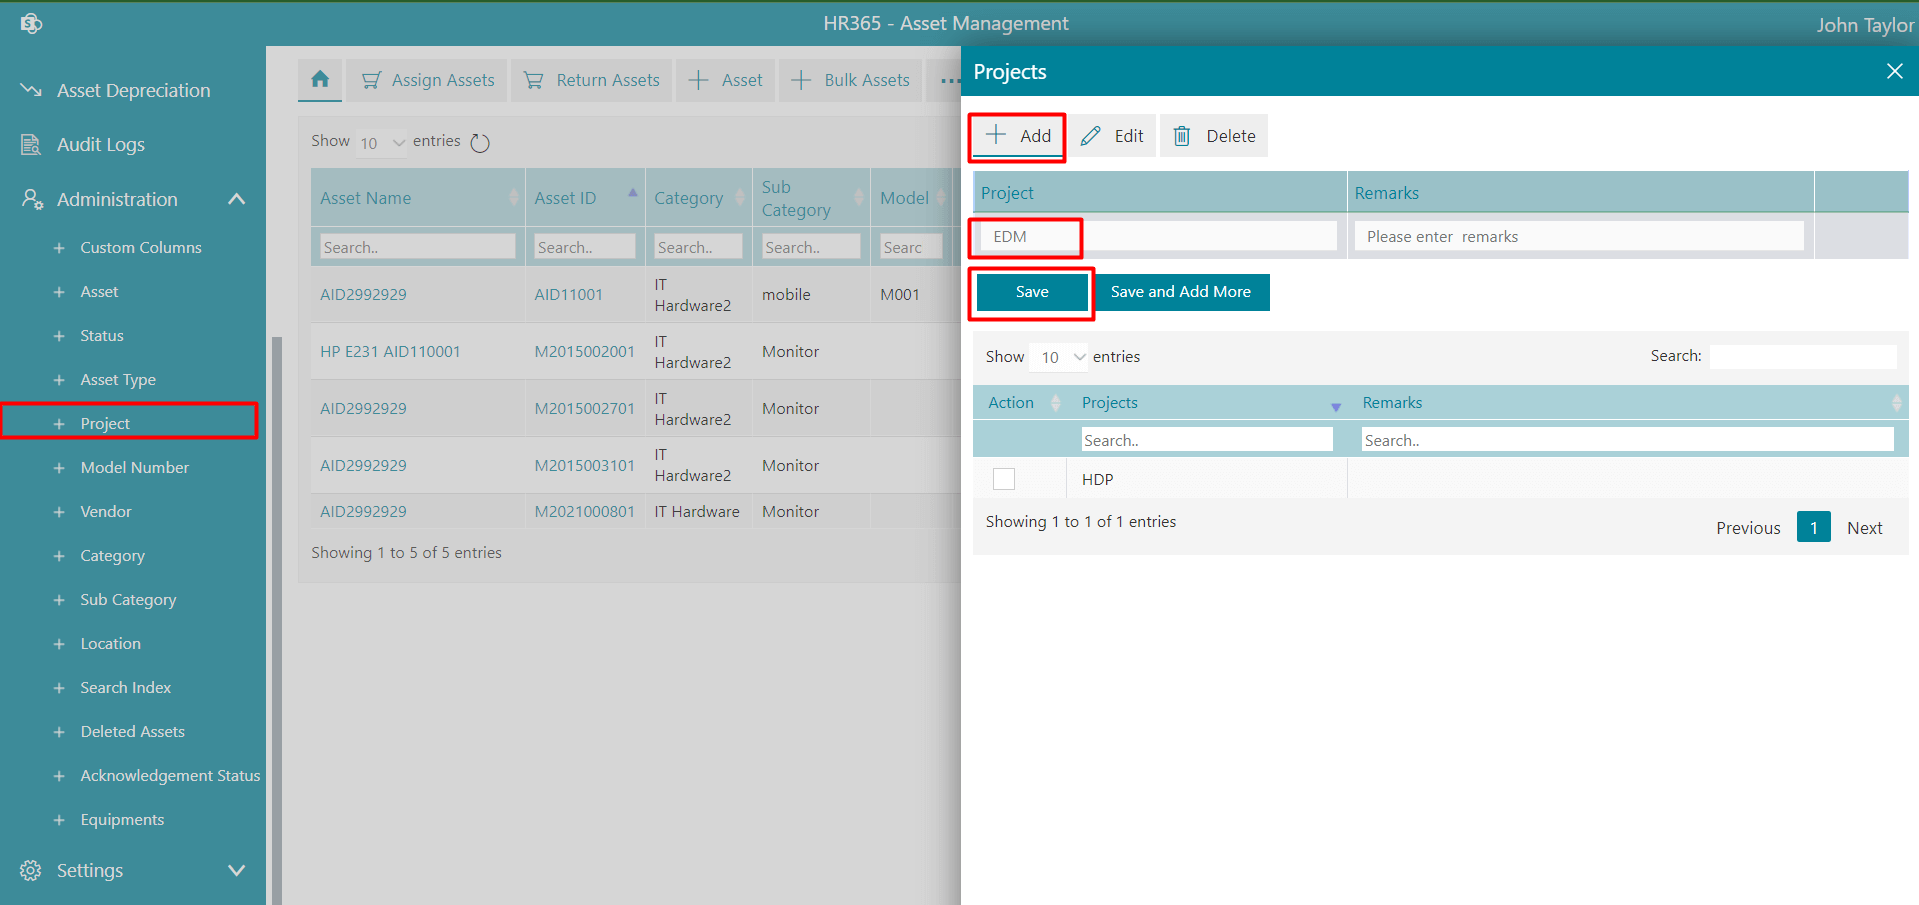 HR365 - Asset Management
John Taylor
Asset Depreciation
Audit Logs
Administration
Custom Columns
Asset
Status
Asset Type
Project
Model Number
Vendor
Category
Sub Category
Location
Search Index
Deleted Assets
Acknowledgement Status
Equipments
Settings
Assign Assets
Return Assets
Asset
Bulk Assets
...
Show 10 entries
Asset Name Asset ID Category Sub Category Model
Search.. Search.. Search.. Search.. Searc
AID2992929 AID11001 IT Hardware2 mobile M001
HP E231 AID110001 M2015002001 IT Hardware2 Monitor
AID2992929 M2015002701 IT Hardware2 Monitor
AID2992929 M2015003101 IT Hardware2 Monitor
AID2992929 M2021000801 IT Hardware Monitor
Showing 1 to 5 of 5 entries
Projects
Add Edit Delete
Project Remarks
EDM Please enter remarks
Save Save and Add More
Show 10 entries Search:
Action Projects Remarks
Search.. Search..
HDP
Showing 1 to 1 of 1 entries
Previous 1 Next